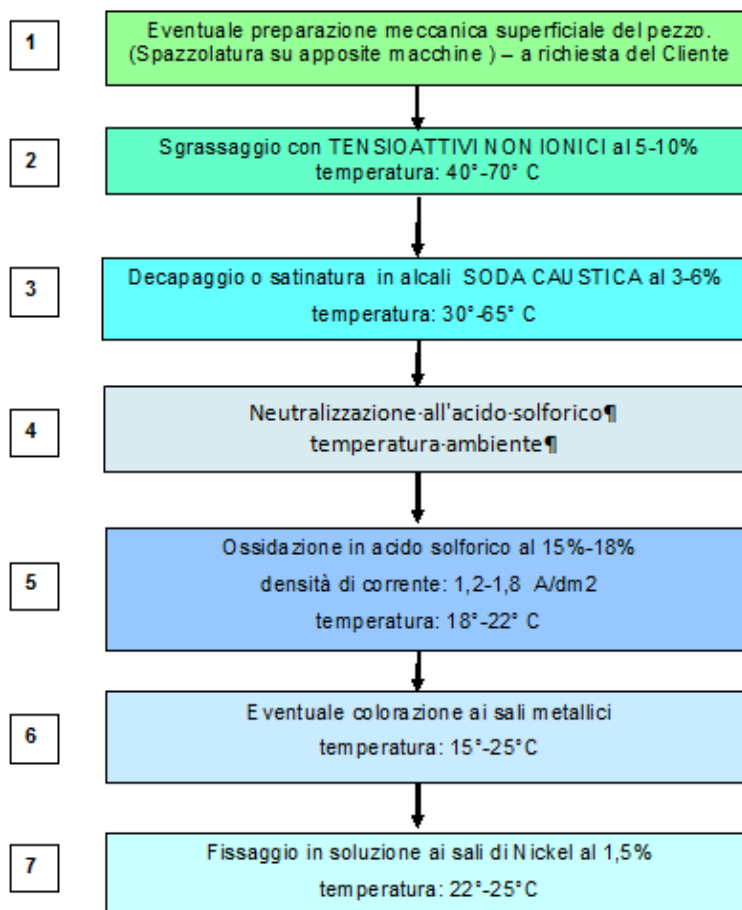 1
Eventuale preparazione meccanica superficiale del pezzo.
(Spazzolatura su apposite macchine ) – a richiesta del Cliente
2
Sgrassaggio con TENSIOATTIVI NON IONICI al 5-10%
temperatura: 40°-70° C
3
Decapaggio o satinatura in alcali SODA CAUSTICA al 3-6%
temperatura: 30°-65° C
4
Neutralizzazione·all'acido·solforico¶
temperatura·ambiente¶
5
Ossidazione in acido solforico al 15%-18%
densità di corrente: 1,2-1,8 A/dm2
temperatura: 18°-22° C
6
Eventuale colorazione ai sali metallici
temperatura: 15°-25°C
7
Fissaggio in soluzione ai sali di Nickel al 1,5%
temperatura: 22°-25°C